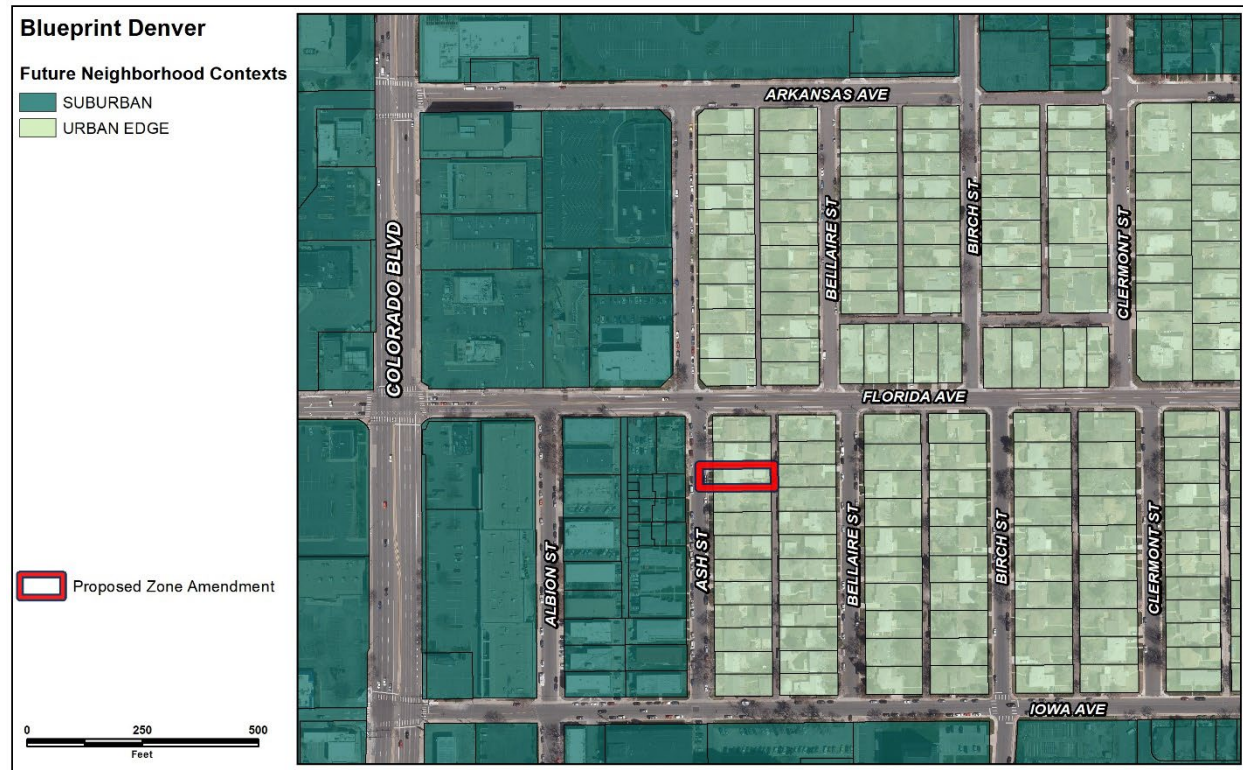 Blueprint Denver
Future Neighborhood Contexts
SUBURBAN
URBAN EDGE
Proposed Zone Amendment
0 250 500
Feet
ARKANSAS AVE
COLORADO BLVD
BELLAIRE ST
BIRCH ST
CLERMONT ST
FLORIDA AVE
ALBION ST
ASH ST
BELLAIRE ST
BIRCH ST
CLERMONT ST
IOWA AVE